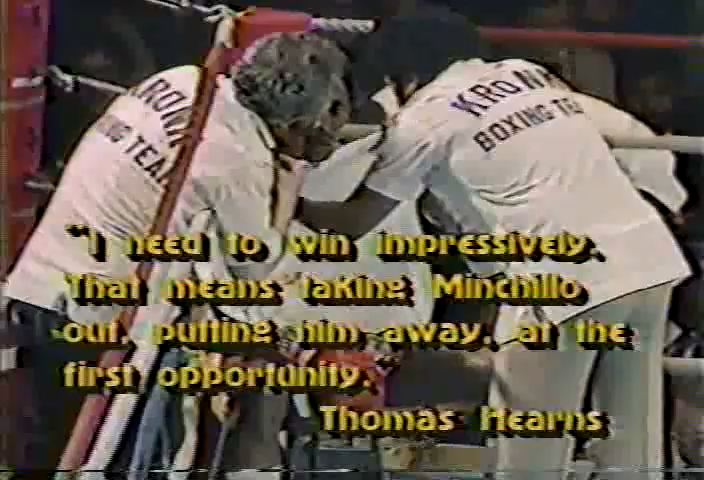 KRONK
BOXING TEAM
KRONK
BOXING TEA
"I need to win impressively.
That means taking Minchillo
out, putting him away, at the
first opportunity."
Thomas Hearns